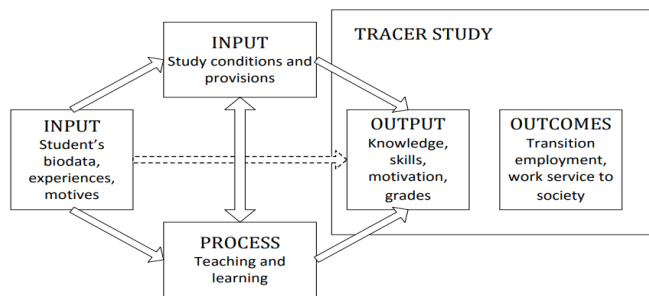 INPUT
Study conditions and
provisions
TRACER STUDY
INPUT
Student's
biodata,
experiences,
motives
OUTPUT
Knowledge,
skills,
motivation,
grades
OUTCOMES
Transition
employment,
work service to
society
PROCESS
Teaching and
learning